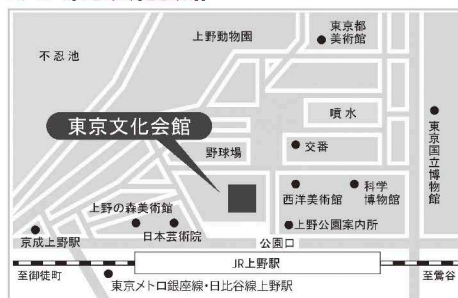 上野動物園
東京都
美術館
不忍池
噴水
東京文化会館
東京国立博物館
交番
野球場
西洋美術館
科学
博物館
上野の森美術館
上野公園案内所
京成上野駅
日本芸術院
公園口
JR上野駅
至御徒町
至鶯谷
東京メトロ銀座線・日比谷線上野駅